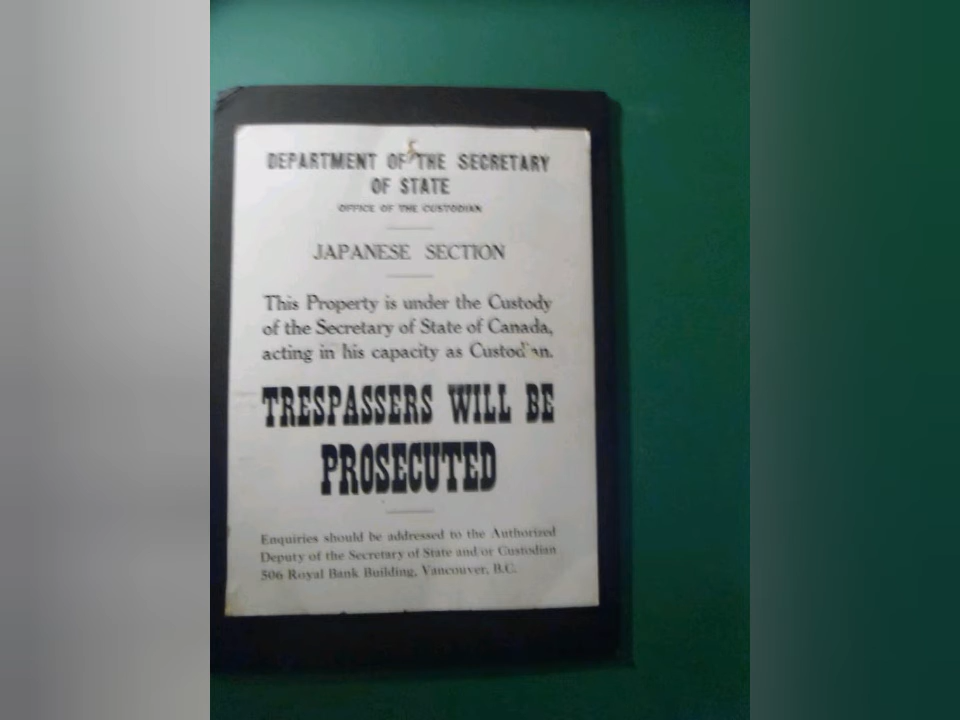 DEPARTMENT OF THE SECRETARY
OF STATE
OFFICE OF THE CUSTODIAN
JAPANESE SECTION
This Property is under the Custody
of the Secretary of State of Canada,
acting in his capacity as Custodian.
TRESPASSERS WILL BE
PROSECUTED
Enquiries should be addressed to the Authorized
Deputy of the Secretary of State and/or Custodian
506 Royal Bank Building, Vancouver, B.C.